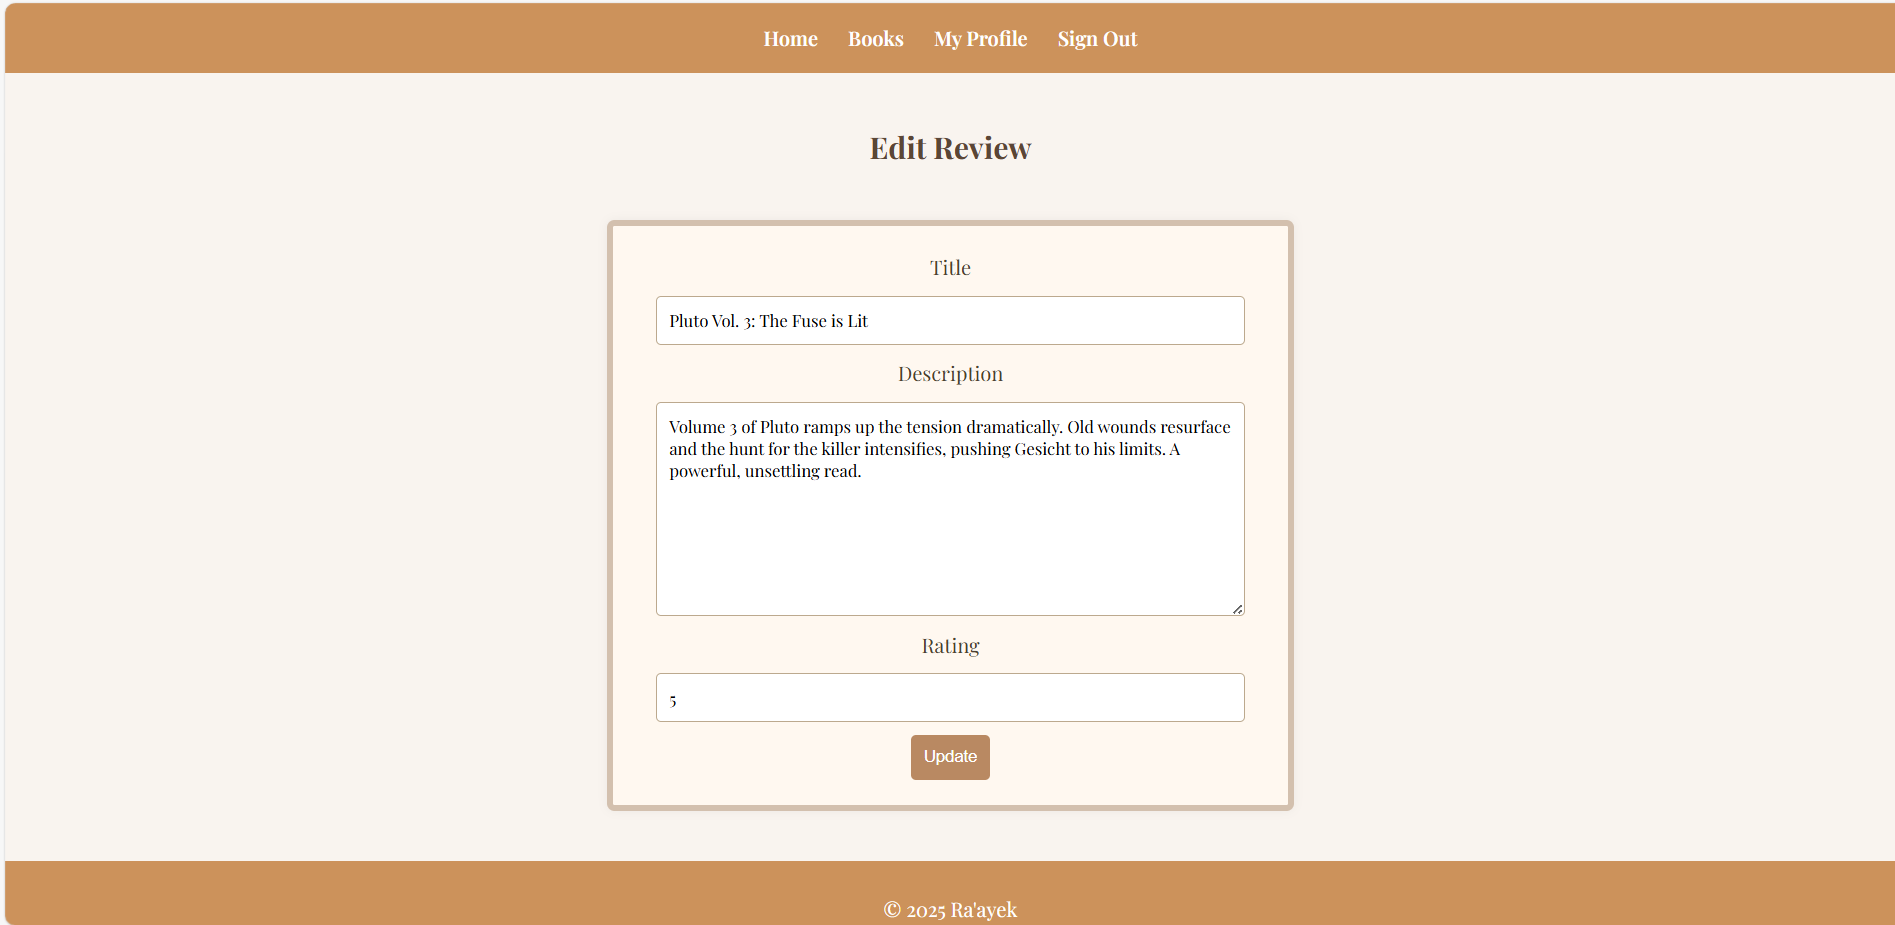 Home Books My Profile Sign Out
Edit Review
Title
Pluto Vol. 3: The Fuse is Lit
Description
Volume 3 of Pluto ramps up the tension dramatically. Old wounds resurface
and the hunt for the killer intensifies, pushing Gesicht to his limits. A
powerful, unsettling read.
Rating
5
Update
© 2025 Ra'ayek